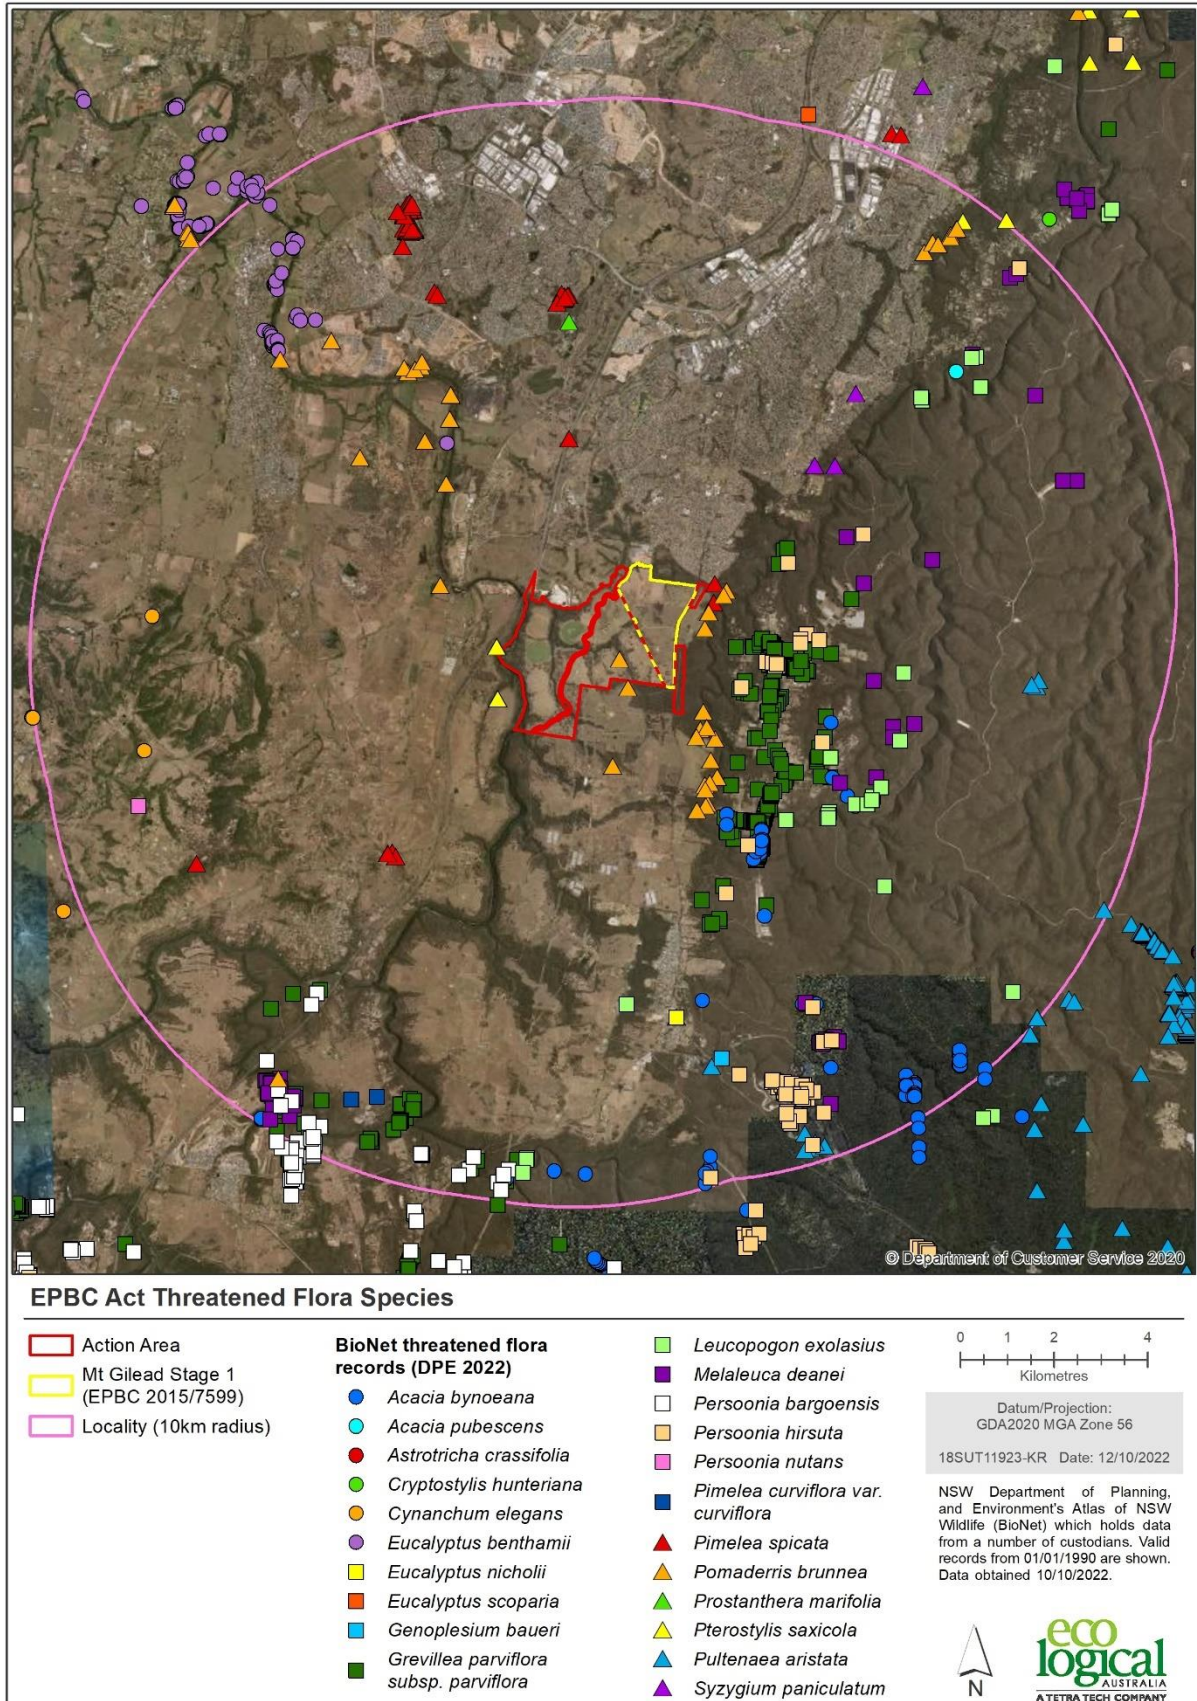 © Department of Customer Service 2020
EPBC Act Threatened Flora Species
Action Area
Mt Gilead Stage 1
(EPBC 2015/7599)
Locality (10km radius)
BioNet threatened flora
records (DPE 2022)
Acacia bynoeana
Acacia pubescens
Astrotricha crassifolia
Cryptostylis hunteriana
Cynanchum elegans
Eucalyptus benthamii
Eucalyptus nicholii
Eucalyptus scoparia
Genoplesium baueri
Grevillea parviflora
subsp. parviflora
Leucopogon exolasius
Melaleuca deanei
Persoonia bargoensis
Persoonia hirsuta
Persoonia nutans
Pimelea curviflora var.
curviflora
Pimelea spicata
Pomaderris brunnea
Prostanthera marifolia
Pterostylis saxicola
Pultenaea aristata
Syzygium paniculatum
0 1 2 4
Kilometres
Datum/Projection:
GDA2020 MGA Zone 56
18SUT11923-KR Date: 12/10/2022
NSW Department of Planning,
and Environment's Atlas of NSW
Wildlife (BioNet) which holds data
from a number of custodians. Valid
records from 01/01/1990 are shown.
Data obtained 10/10/2022.
N
eco
logical
AUSTRALIA
A TETRA TECH COMPANY